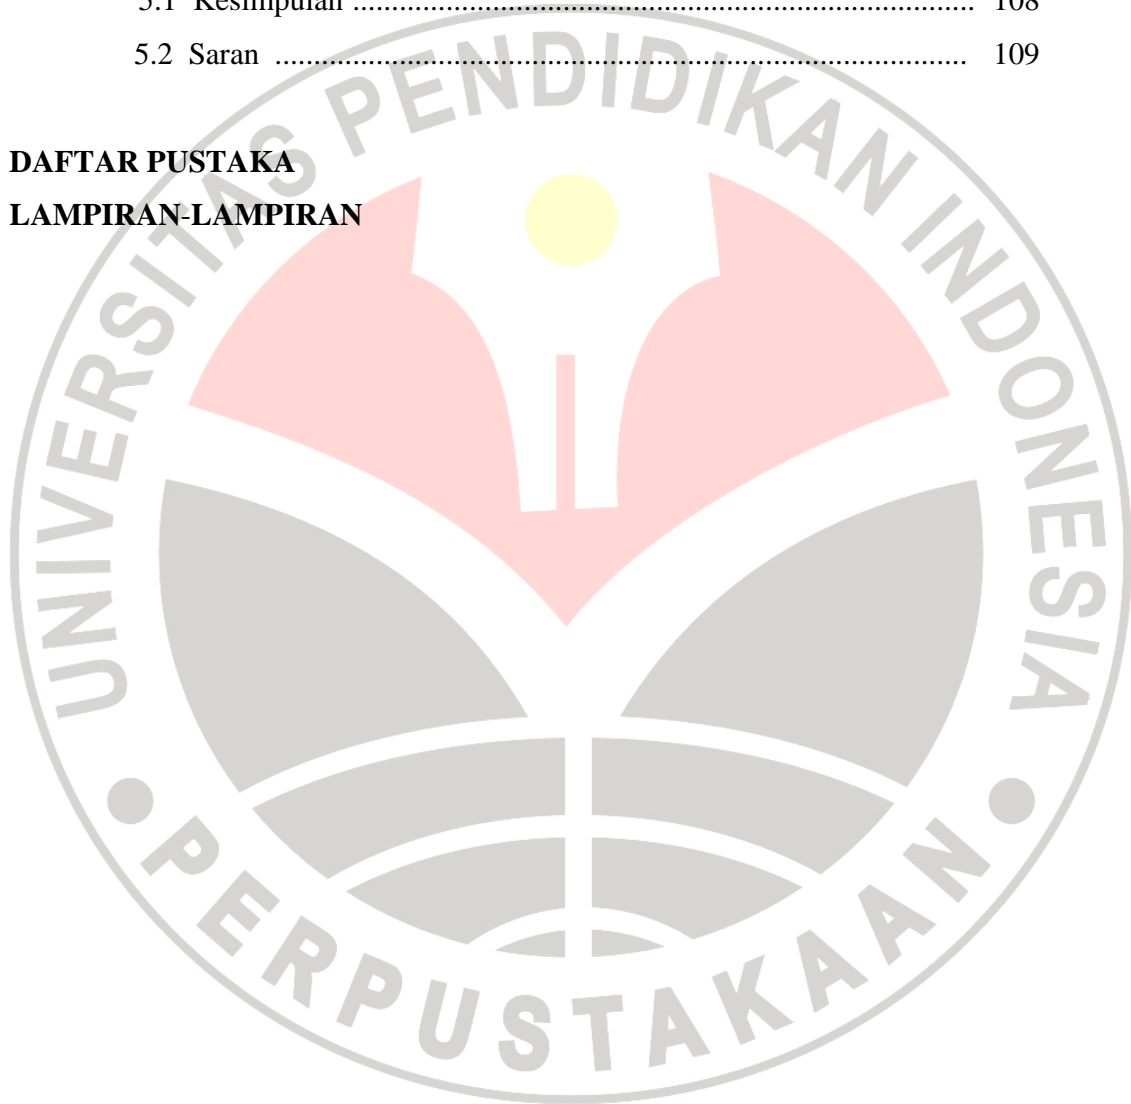 5.1 Kesimpulan ................................................................................ 108
5.2 Saran ......................................................................................... 109
DAFTAR PUSTAKA
LAMPIRAN-LAMPIRAN
UNIVERSITAS PENDIDIKAN INDONESIA
PERPUSTAKAAN